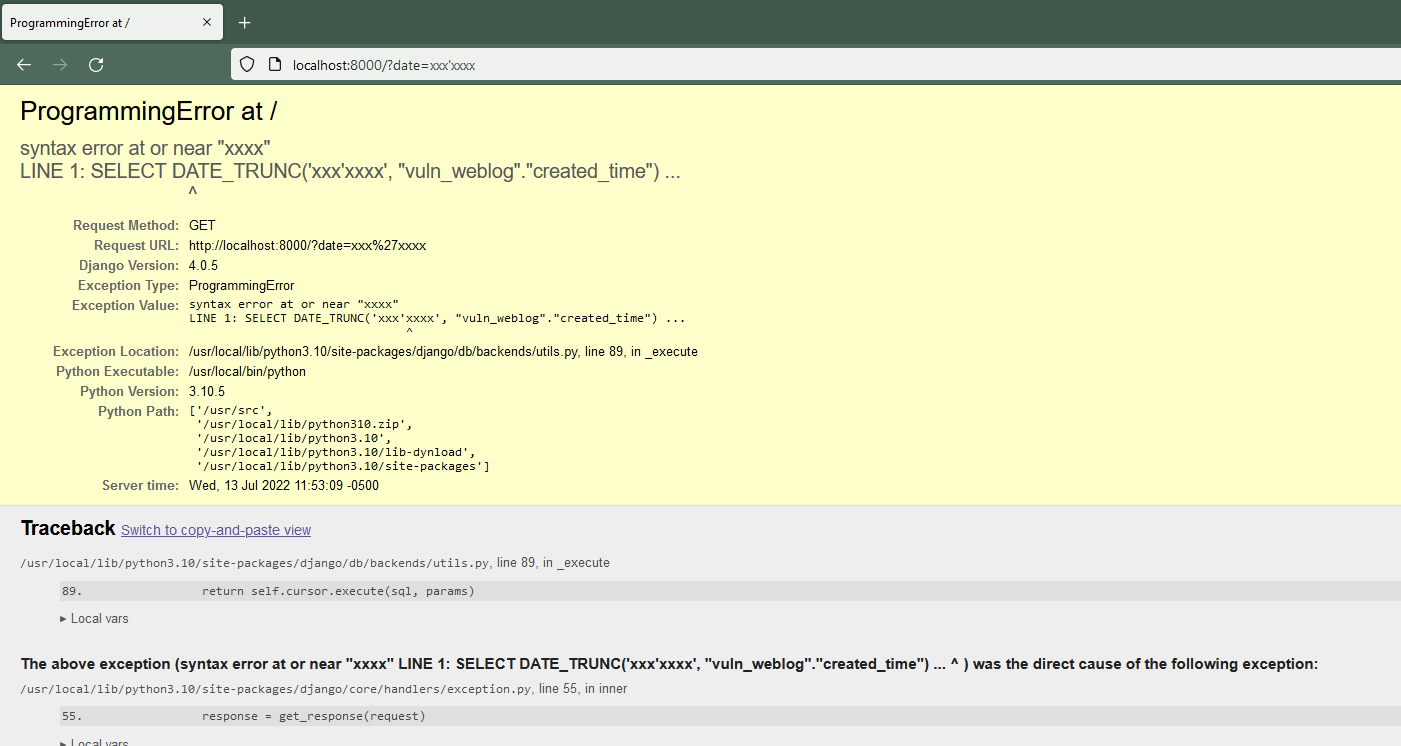 ProgrammingError at /
localhost:8000/?date=xxx'xxxx
ProgrammingError at /
syntax error at or near "xxxx"
LINE 1: SELECT DATE_TRUNC('xxx'xxxx', "vuln_weblog"."created_time") ...
^
Request Method: GET
Request URL: http://localhost:8000/?date=xxx%27xxxx
Django Version: 4.0.5
Exception Type: ProgrammingError
Exception Value: syntax error at or near "xxxx"
LINE 1: SELECT DATE_TRUNC('xxx'xxxx', "vuln_weblog"."created_time") ...
^
Exception Location: /usr/local/lib/python3.10/site-packages/django/db/backends/utils.py, line 89, in _execute
Python Executable: /usr/local/bin/python
Python Version: 3.10.5
Python Path: ['/usr/src',
'/usr/local/lib/python310.zip',
'/usr/local/lib/python3.10',
'/usr/local/lib/python3.10/lib-dynload',
'/usr/local/lib/python3.10/site-packages']
Server time: Wed, 13 Jul 2022 11:53:09 -0500
Traceback Switch to copy-and-paste view
/usr/local/lib/python3.10/site-packages/django/db/backends/utils.py, line 89, in _execute
89. return self.cursor.execute(sql, params)
▸ Local vars
The above exception (syntax error at or near "xxxx" LINE 1: SELECT DATE_TRUNC('xxx'xxxx', "vuln_weblog"."created_time") ... ^ ) was the direct cause of the following exception:
/usr/local/lib/python3.10/site-packages/django/core/handlers/exception.py, line 55, in inner
55. response = get_response(request)
▸ Local vars